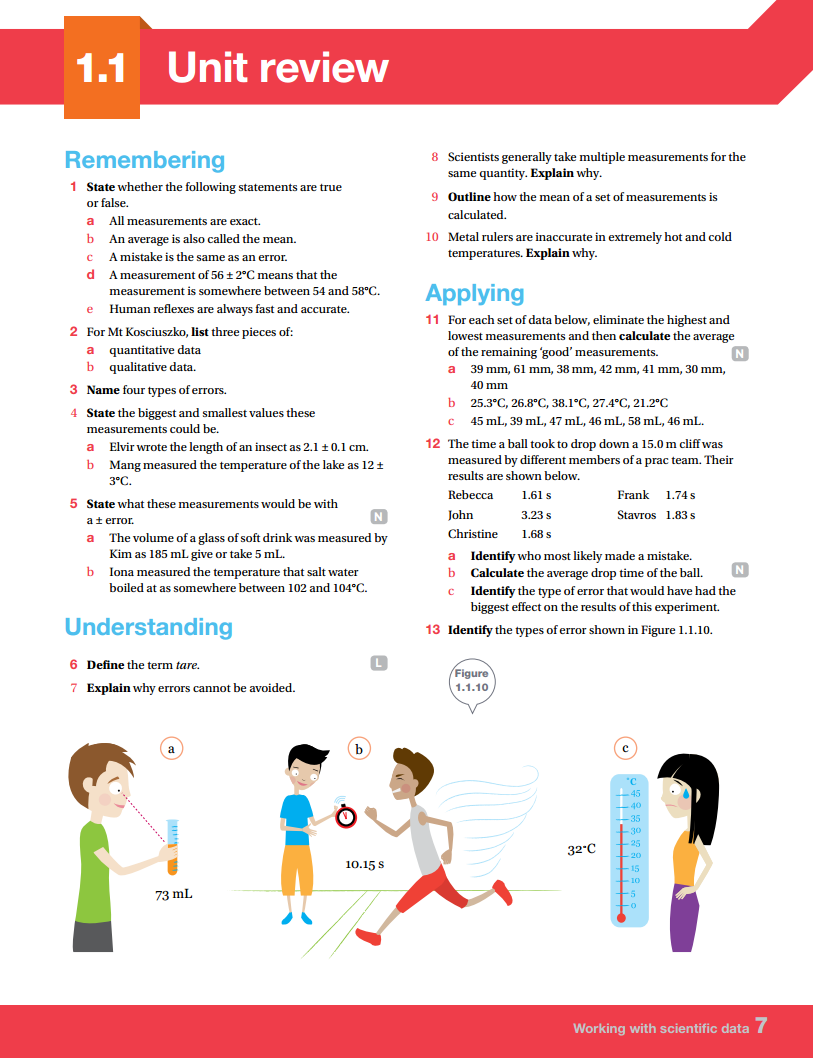 1.1 Unit review
Remembering
1 State whether the following statements are true
or false.
a All measurements are exact.
b An average is also called the mean.
c A mistake is the same as an error.
d A measurement of 56 ± 2°C means that the
measurement is somewhere between 54 and 58°C.
e Human reflexes are always fast and accurate.
2 For Mt Kosciuszko, list three pieces of:
a quantitative data
b qualitative data.
3 Name four types of errors.
4 State the biggest and smallest values these
measurements could be.
a Elvir wrote the length of an insect as 2.1 ± 0.1 cm.
b Mang measured the temperature of the lake as 12 ±
3°C.
5 State what these measurements would be with
a ± error. N
a The volume of a glass of soft drink was measured by
Kim as 185 mL give or take 5 mL.
b Iona measured the temperature that salt water
boiled at as somewhere between 102 and 104°C.
Understanding
6 Define the term tare. L
7 Explain why errors cannot be avoided.
8 Scientists generally take multiple measurements for the
same quantity. Explain why.
9 Outline how the mean of a set of measurements is
calculated.
10 Metal rulers are inaccurate in extremely hot and cold
temperatures. Explain why.
Applying
11 For each set of data below, eliminate the highest and
lowest measurements and then calculate the average
of the remaining ‘good’ measurements. N
a 39 mm, 61 mm, 38 mm, 42 mm, 41 mm, 30 mm,
40 mm
b 25.3°C, 26.8°C, 38.1°C, 27.4°C, 21.2°C
c 45 mL, 39 mL, 47 mL, 46 mL, 58 mL, 46 mL.
12 The time a ball took to drop down a 15.0 m cliff was
measured by different members of a prac team. Their
results are shown below.
Rebecca 1.61 s Frank 1.74 s
John 3.23 s Stavros 1.83 s
Christine 1.68 s
a Identify who most likely made a mistake.
b Calculate the average drop time of the ball. N
c Identify the type of error that would have had the
biggest effect on the results of this experiment.
13 Identify the types of error shown in Figure 1.1.10.
Figure
1.1.10
a
73 mL
b
10.15 s
c
32°C
°C
45
40
35
30
25
20
15
10
5
0
Working with scientific data 7